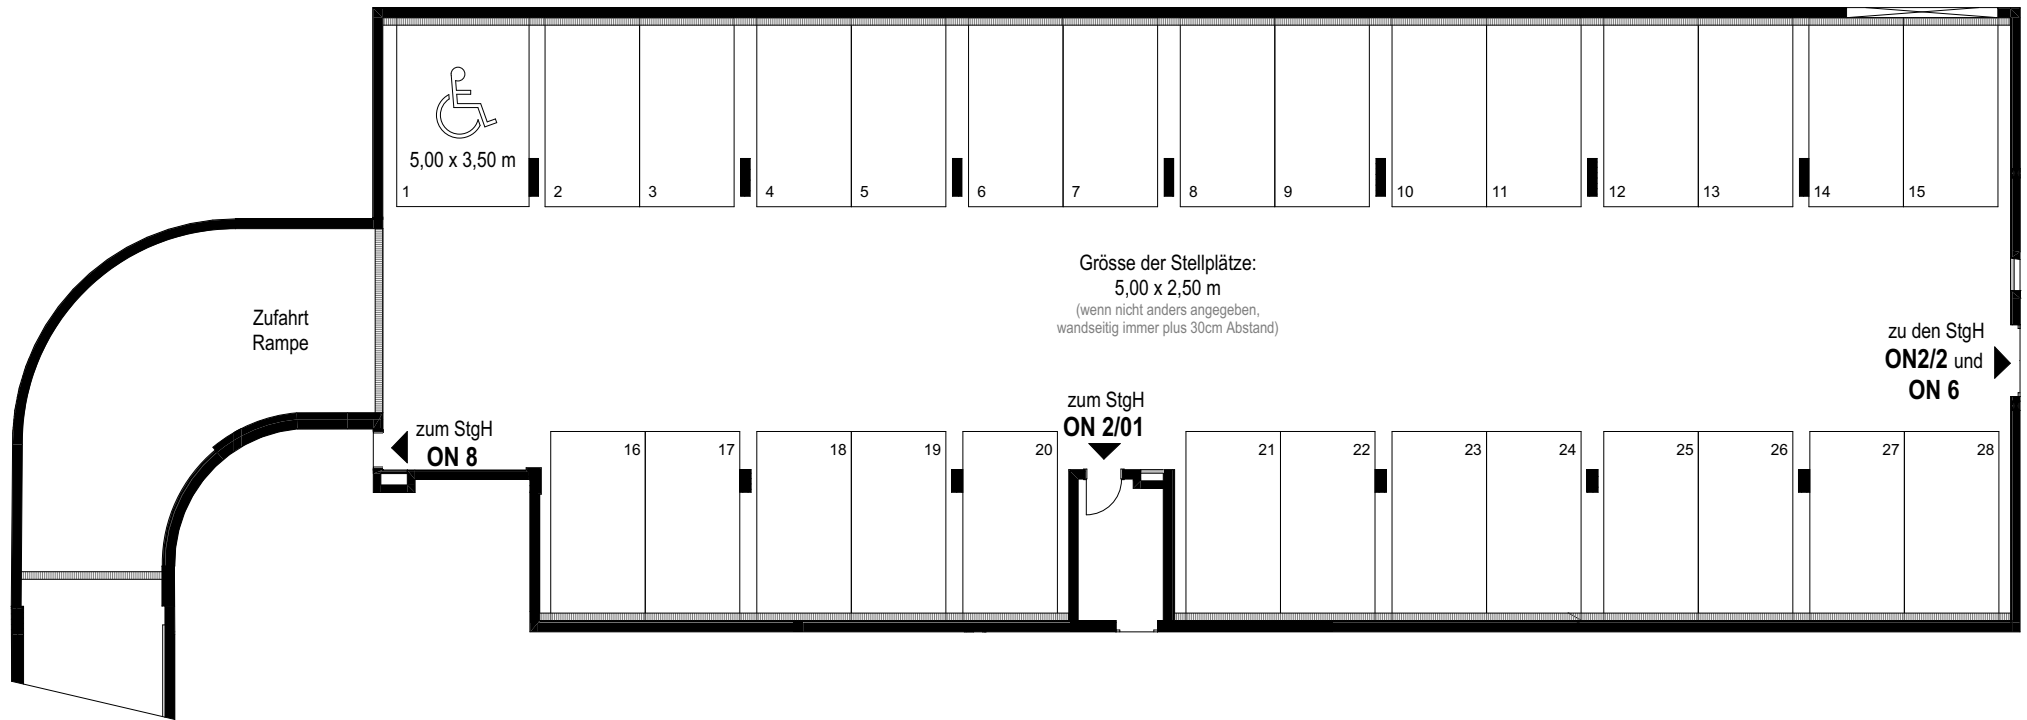 5,00 x 3,50 m
1 2 3 4 5 6 7 8 9 10 11 12 13 14 15
Grösse der Stellplätze:
5,00 x 2,50 m
(wenn nicht anders angegeben,
wandseitig immer plus 30cm Abstand)
Zufahrt
Rampe
zu den StgH
ON2/2 und
ON 6
zum StgH
ON 2/01
zum StgH
ON 8
16 17 18 19 20 21 22 23 24 25 26 27 28